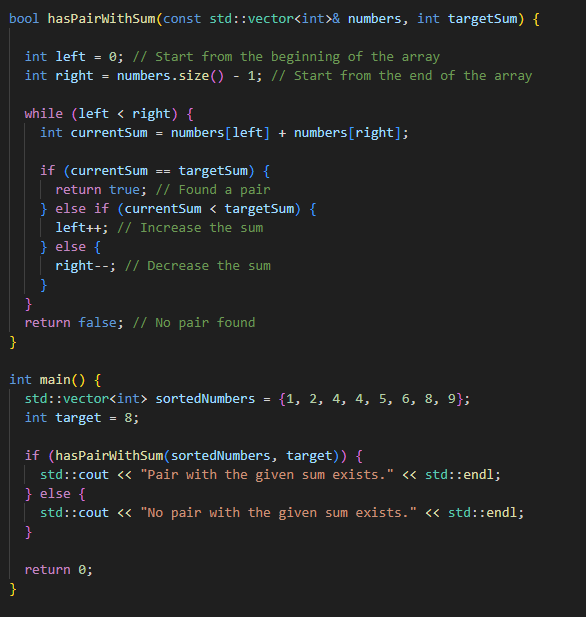 bool hasPairWithSum(const std::vector<int>& numbers, int targetSum) {
int left = 0; // Start from the beginning of the array
int right = numbers.size() - 1; // Start from the end of the array
while (left < right) {
int currentSum = numbers[left] + numbers[right];
if (currentSum == targetSum) {
return true; // Found a pair
} else if (currentSum < targetSum) {
left++; // Increase the sum
} else {
right--; // Decrease the sum
}
}
return false; // No pair found
}
int main() {
std::vector<int> sortedNumbers = {1, 2, 4, 4, 5, 6, 8, 9};
int target = 8;
if (hasPairWithSum(sortedNumbers, target)) {
std::cout << "Pair with the given sum exists." << std::endl;
} else {
std::cout << "No pair with the given sum exists." << std::endl;
}
return 0;
}